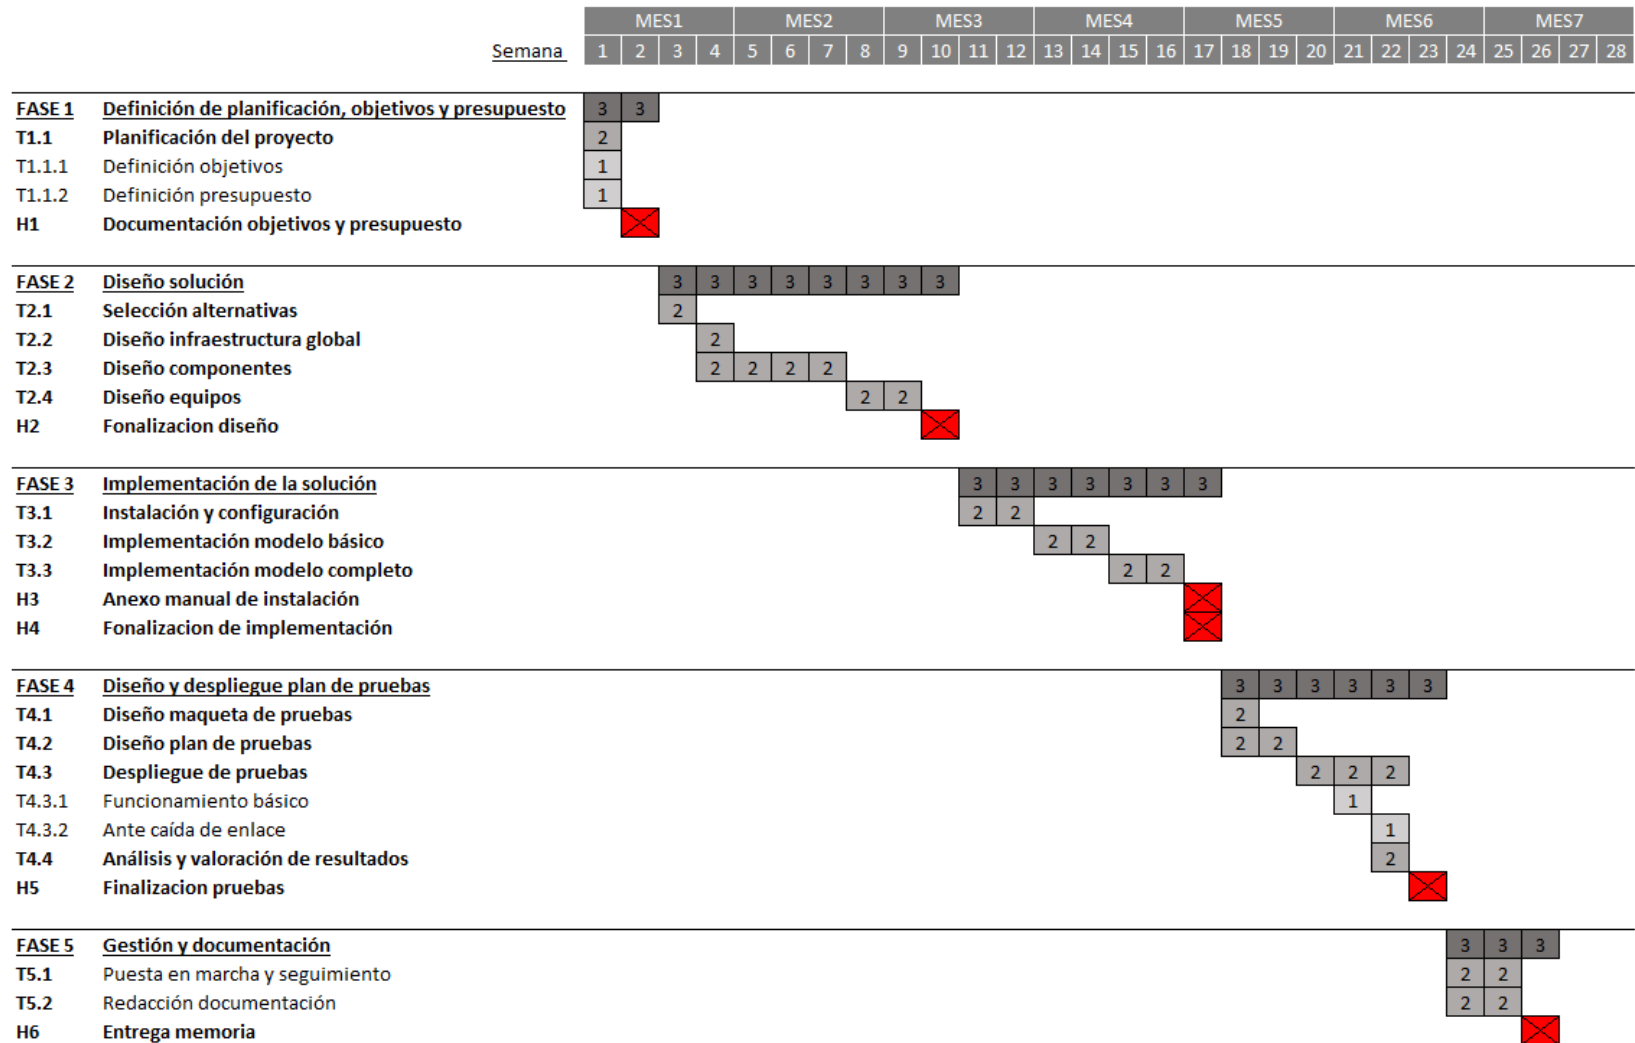 MES1 MES2 MES3 MES4 MES5 MES6 MES7
Semana 1 2 3 4 5 6 7 8 9 10 11 12 13 14 15 16 17 18 19 20 21 22 23 24 25 26 27 28
FASE 1 Definición de planificación, objetivos y presupuesto 3 3
T1.1 Planificación del proyecto 2
T1.1.1 Definición objetivos 1
T1.1.2 Definición presupuesto 1
H1 Documentación objetivos y presupuesto
FASE 2 Diseño solución 3 3 3 3 3 3 3 3
T2.1 Selección alternativas 2
T2.2 Diseño infraestructura global 2
T2.3 Diseño componentes 2 2 2 2
T2.4 Diseño equipos 2 2
H2 Fonalizacion diseño
FASE 3 Implementación de la solución 3 3 3 3 3 3 3
T3.1 Instalación y configuración 2 2
T3.2 Implementación modelo básico 2 2
T3.3 Implementación modelo completo 2 2
H3 Anexo manual de instalación
H4 Fonalizacion de implementación
FASE 4 Diseño y despliegue plan de pruebas 3 3 3 3 3 3
T4.1 Diseño maqueta de pruebas 2
T4.2 Diseño plan de pruebas 2 2
T4.3 Despliegue de pruebas 2 2 2
T4.3.1 Funcionamiento básico 1
T4.3.2 Ante caída de enlace 1
T4.4 Análisis y valoración de resultados 2
H5 Finalizacion pruebas
FASE 5 Gestión y documentación 3 3 3
T5.1 Puesta en marcha y seguimiento 2 2
T5.2 Redacción documentación 2 2
H6 Entrega memoria